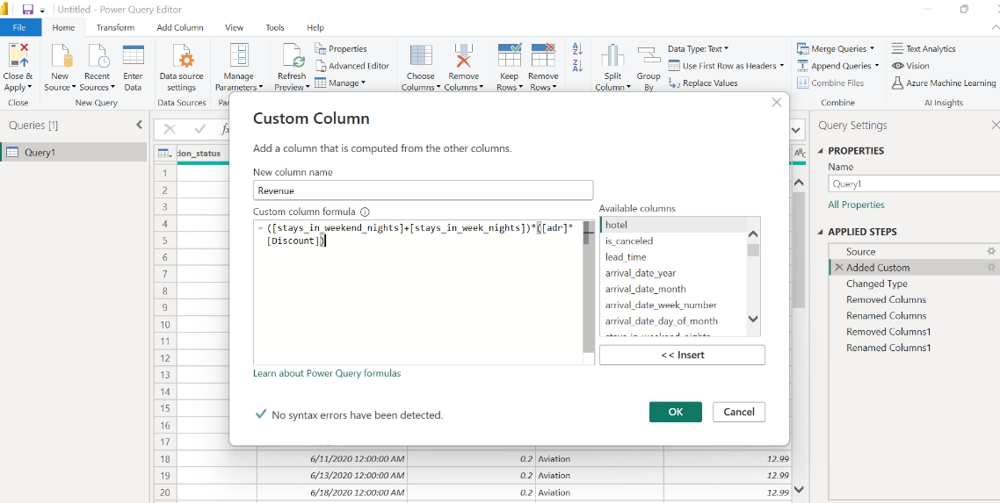 Untitled - Power Query Editor
File Home Transform Add Column View Tools Help
Close & Apply
New Source
Recent Sources
Enter Data
Data source settings
Manage Parameters
Refresh Preview
Properties
Advanced Editor
Manage
Choose Columns
Remove Columns
Keep Rows
Remove Rows
Split Column
Group By
Data Type: Text
Use First Row as Headers
Replace Values
Merge Queries
Append Queries
Combine Files
Text Analytics
Vision
Azure Machine Learning
Close
New Query
Data Sources
Par
Combine
AI Insights
Queries [1]
Query1
fx
:ion_status
1
2
3
4
5
6
7
8
9
10
11
12
13
14
15
16
17
18 6/11/2020 12:00:00 AM 0.2 Aviation 12.99
19 6/13/2020 12:00:00 AM 0.2 Aviation 12.99
20 6/18/2020 12:00:00 AM 0.2 Aviation 12.99
Custom Column
Add a column that is computed from the other columns.
New column name
Revenue
Custom column formula
= ([stays_in_weekend_nights]+[stays_in_week_nights])*([adr]*
[Discount])
Learn about Power Query formulas
No syntax errors have been detected.
Available columns
hotel
is_canceled
lead_time
arrival_date_year
arrival_date_month
arrival_date_week_number
arrival_date_day_of_month
<< Insert
OK
Cancel
Query Settings
PROPERTIES
Name
Query1
All Properties
APPLIED STEPS
Source
Added Custom
Changed Type
Removed Columns
Renamed Columns
Removed Columns1
Renamed Columns1